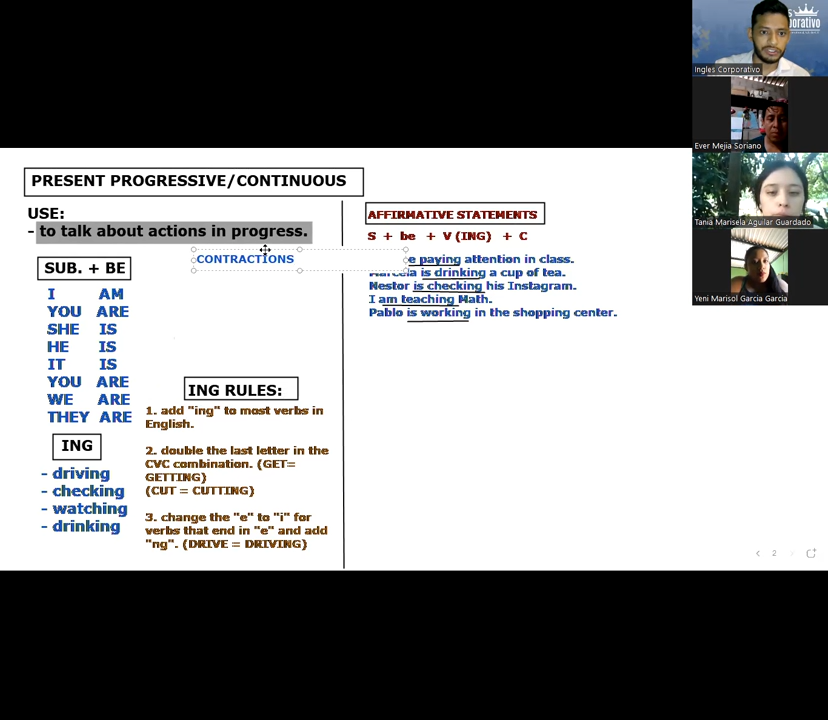 PRESENT PROGRESSIVE/CONTINUOUS
USE:
- to talk about actions in progress.
CONTRACTIONS
SUB. + BE
I AM
YOU ARE
SHE IS
HE IS
IT IS
YOU ARE
WE ARE
THEY ARE
ING
- driving
- checking
- watching
- drinking
ING RULES:
1. add "ing" to most verbs in
English.
2. double the last letter in the
CVC combination. (GET=
GETTING)
(CUT = CUTTING)
3. change the "e" to "i" for
verbs that end in "e" and add
"ng". (DRIVE = DRIVING)
AFFIRMATIVE STATEMENTS
S + be + V (ING) + C
paying attention in class.
is drinking a cup of tea.
Nestor is checking his Instagram.
I am teaching Math.
Pablo is working in the shopping center.
2
Ingles Corporativo
Ever Mejia Soriano
Tania Marisela Aguilar Guardado
Yeni Marisol Garcia Garcia